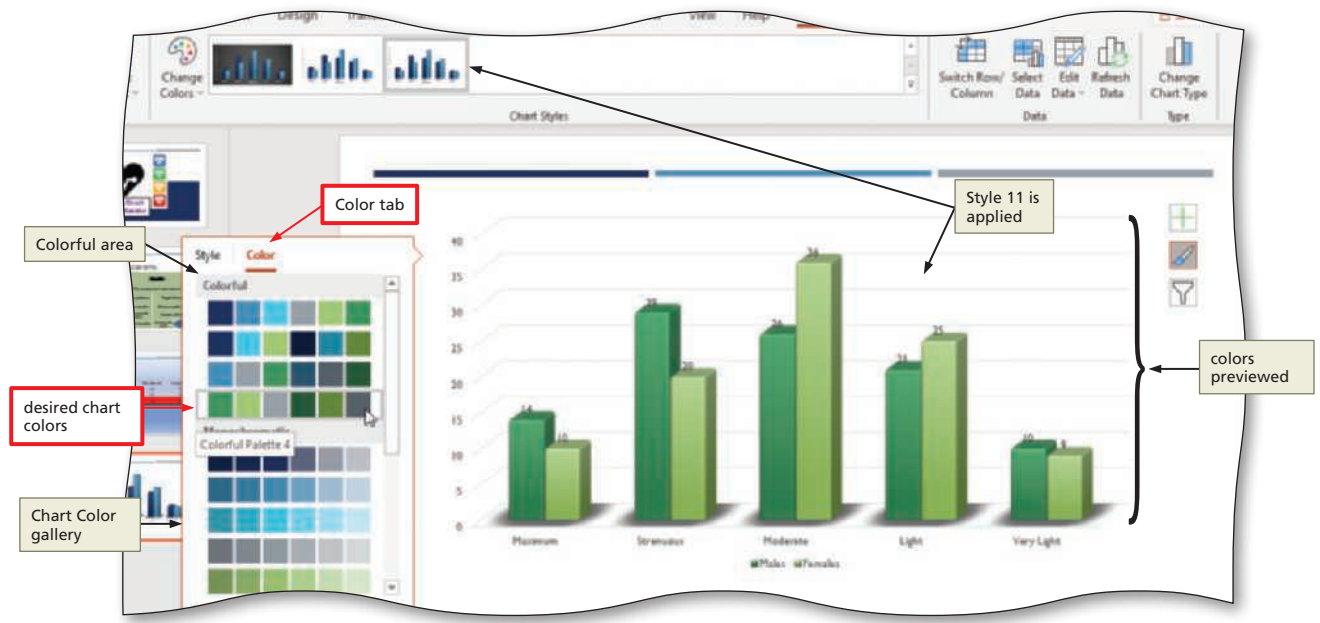 Design
View
Help
Change
Colors
Chart Styles
Switch Row/
Column
Select
Data
Edit
Data
Refresh
Data
Data
Change
Chart Type
Type
Color tab
Style 11 is
applied
Colorful area
Style Color
Colorful
desired chart
colors
Colorful Palette 4
Chart Color
gallery
colors
previewed
40
35
30
25
20
15
10
5
0
14
10
20
26
36
21
25
10
9
Maximum
Strenuous
Moderate
Light
Very Light
Males Females